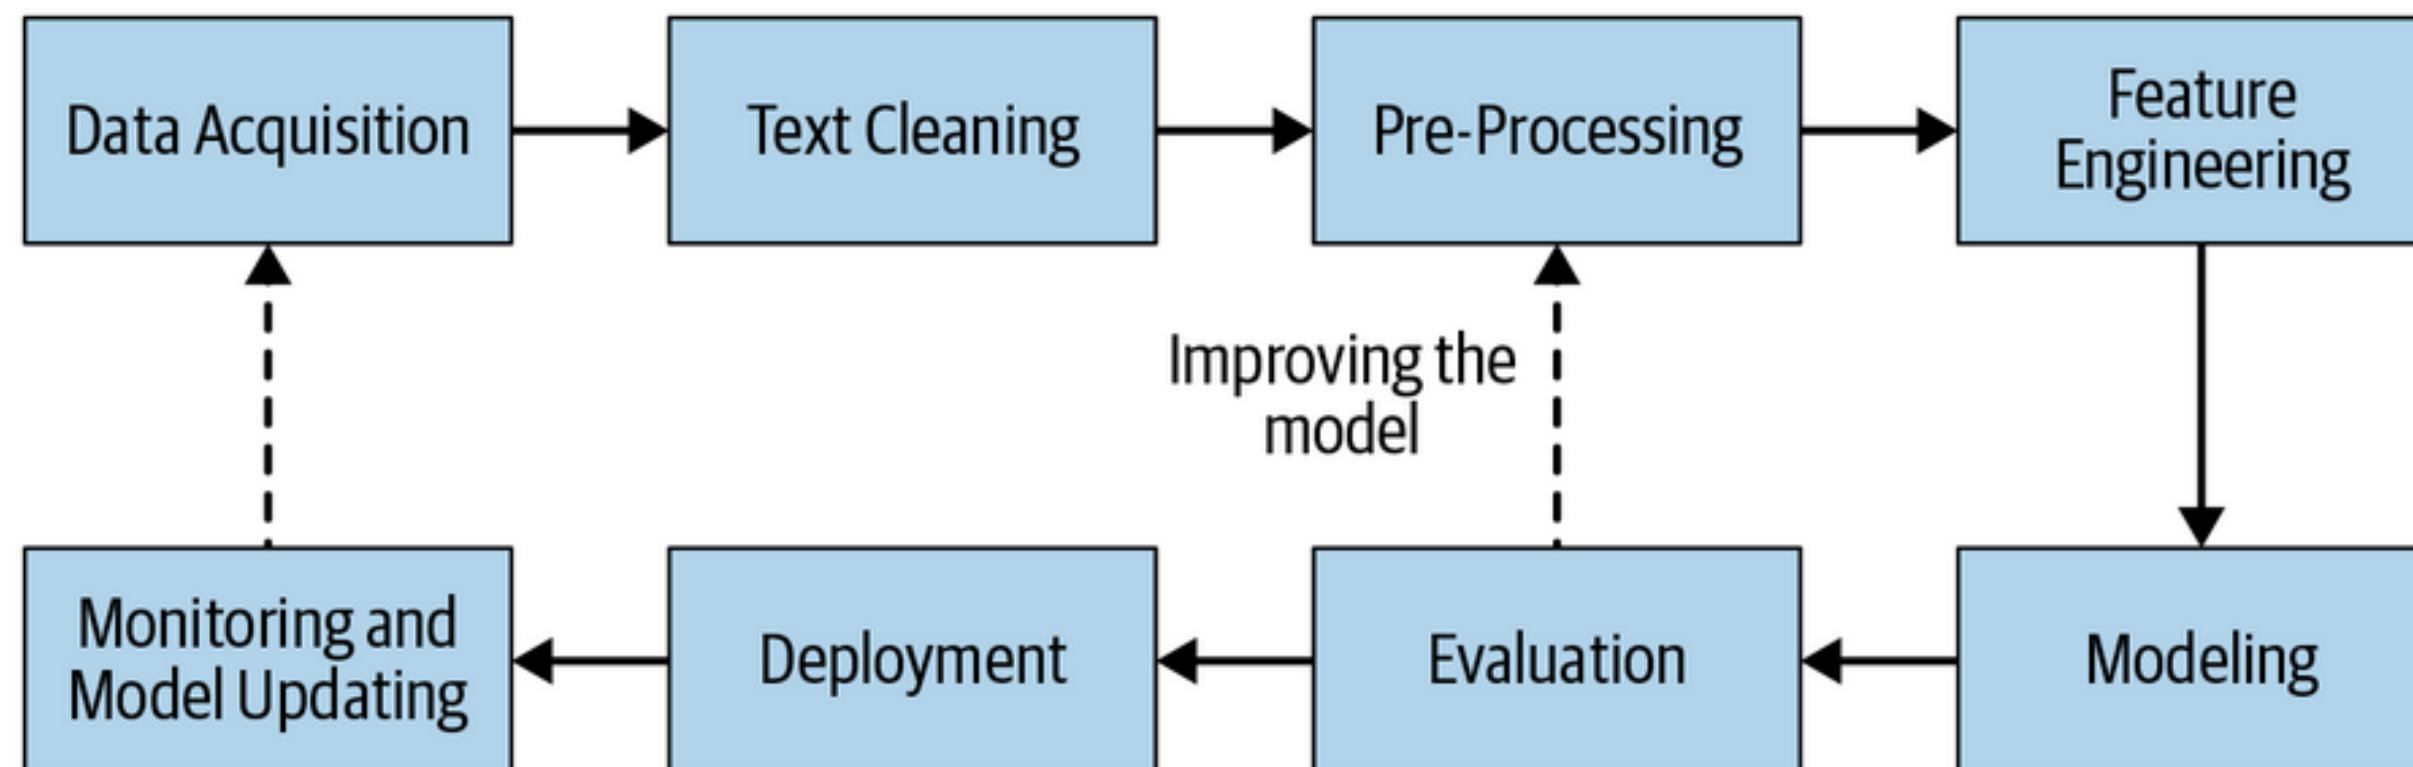 Data Acquisition
Text Cleaning
Pre-Processing
Feature
Engineering
Improving the
model
Monitoring and
Model Updating
Deployment
Evaluation
Modeling